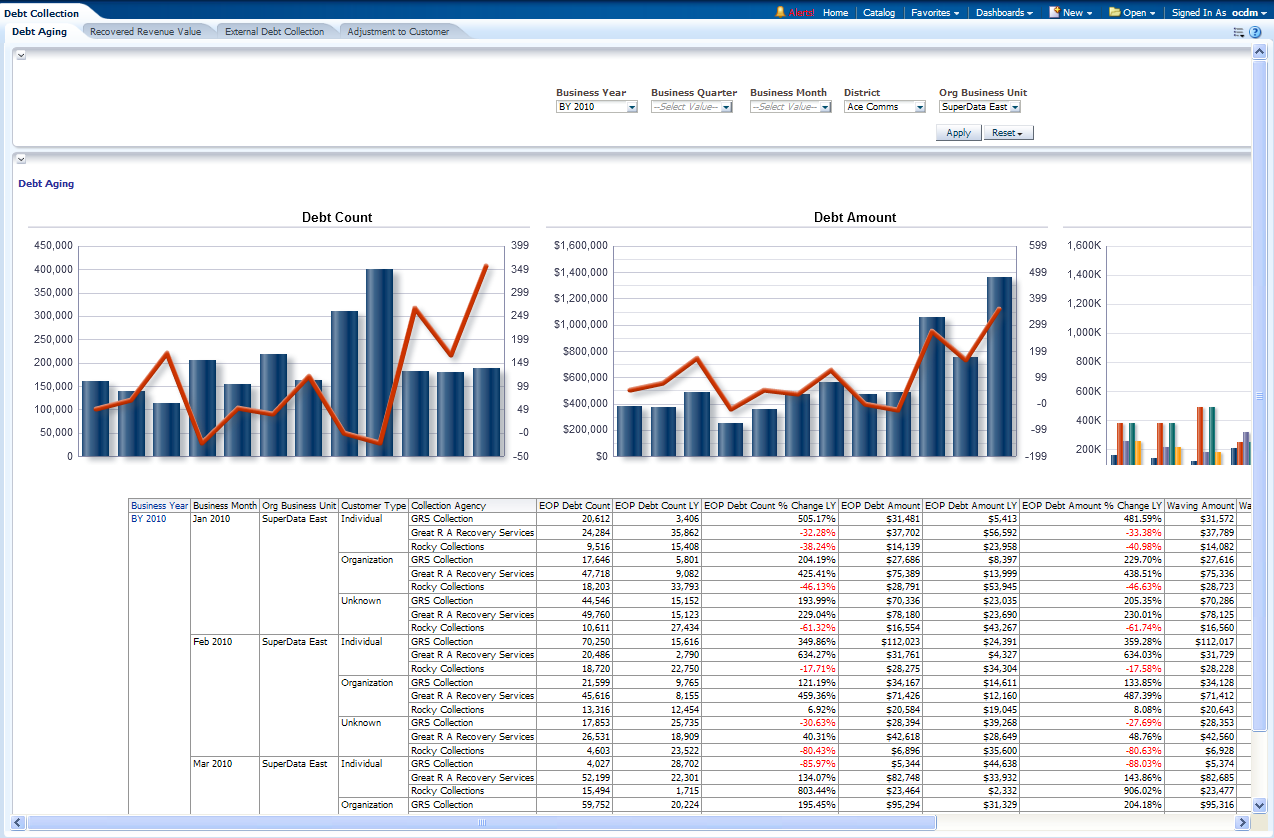 Debt Collection
Alerts! Home Catalog Favorites Dashboards New Open Signed In As ocdm
Debt Aging Recovered Revenue Value External Debt Collection Adjustment to Customer
Business Year Business Quarter Business Month District Org Business Unit
BY 2010 --Select Value-- --Select Value-- Ace Comms SuperData East
Apply Reset
Debt Aging
Debt Count
450,000
400,000
350,000
300,000
250,000
200,000
150,000
100,000
50,000
0
399
349
299
249
199
149
99
49
-0
-50
Debt Amount
$1,600,000
$1,400,000
$1,200,000
$1,000,000
$800,000
$600,000
$400,000
$200,000
$0
599
499
399
299
199
99
-0
-99
-199
1,600K
1,400K
1,200K
1,000K
800K
600K
400K
200K
Business Year Business Month Org Business Unit Customer Type Collection Agency EOP Debt Count EOP Debt Count LY EOP Debt Count % Change LY EOP Debt Amount EOP Debt Amount LY EOP Debt Amount % Change LY Waving Amount Wa
BY 2010 Jan 2010 SuperData East Individual GRS Collection 20,612 3,406 505.17% $31,481 $5,413 481.59% $31,572
Great R A Recovery Services 24,284 35,862 -32.28% $37,702 $56,592 -33.38% $37,789
Rocky Collections 9,516 15,408 -38.24% $14,139 $23,958 -40.98% $14,082
Organization GRS Collection 17,646 5,801 204.19% $27,686 $8,397 229.70% $27,616
Great R A Recovery Services 47,718 9,082 425.41% $75,389 $13,999 438.51% $75,336
Rocky Collections 18,203 33,793 -46.13% $28,791 $53,945 -46.63% $28,723
Unknown GRS Collection 44,546 15,152 193.99% $70,336 $23,035 205.35% $70,286
Great R A Recovery Services 49,760 15,123 229.04% $78,180 $23,690 230.01% $78,125
Rocky Collections 10,611 27,434 -61.32% $16,554 $43,267 -61.74% $16,560
Feb 2010 SuperData East Individual GRS Collection 70,250 15,616 349.86% $112,023 $24,391 359.28% $112,017
Great R A Recovery Services 20,486 2,790 634.27% $31,761 $4,327 634.03% $31,729
Rocky Collections 18,720 22,750 -17.71% $28,275 $34,304 -17.58% $28,228
Organization GRS Collection 21,599 9,765 121.19% $34,167 $14,611 133.85% $34,128
Great R A Recovery Services 45,616 8,155 459.36% $71,426 $12,160 487.39% $71,412
Rocky Collections 13,316 12,454 6.92% $20,584 $19,045 8.08% $20,643
Unknown GRS Collection 17,853 25,735 -30.63% $28,394 $39,268 -27.69% $28,353
Great R A Recovery Services 26,531 18,909 40.31% $42,618 $28,649 48.76% $42,560
Rocky Collections 4,603 23,522 -80.43% $6,896 $35,600 -80.63% $6,928
Mar 2010 SuperData East Individual GRS Collection 4,027 28,702 -85.97% $5,344 $44,638 -88.03% $5,374
Great R A Recovery Services 52,199 22,301 134.07% $82,748 $33,932 143.86% $82,685
Rocky Collections 15,494 1,715 803.44% $23,464 $2,332 906.02% $23,477
Organization GRS Collection 59,752 20,224 195.45% $95,294 $31,329 204.18% $95,316